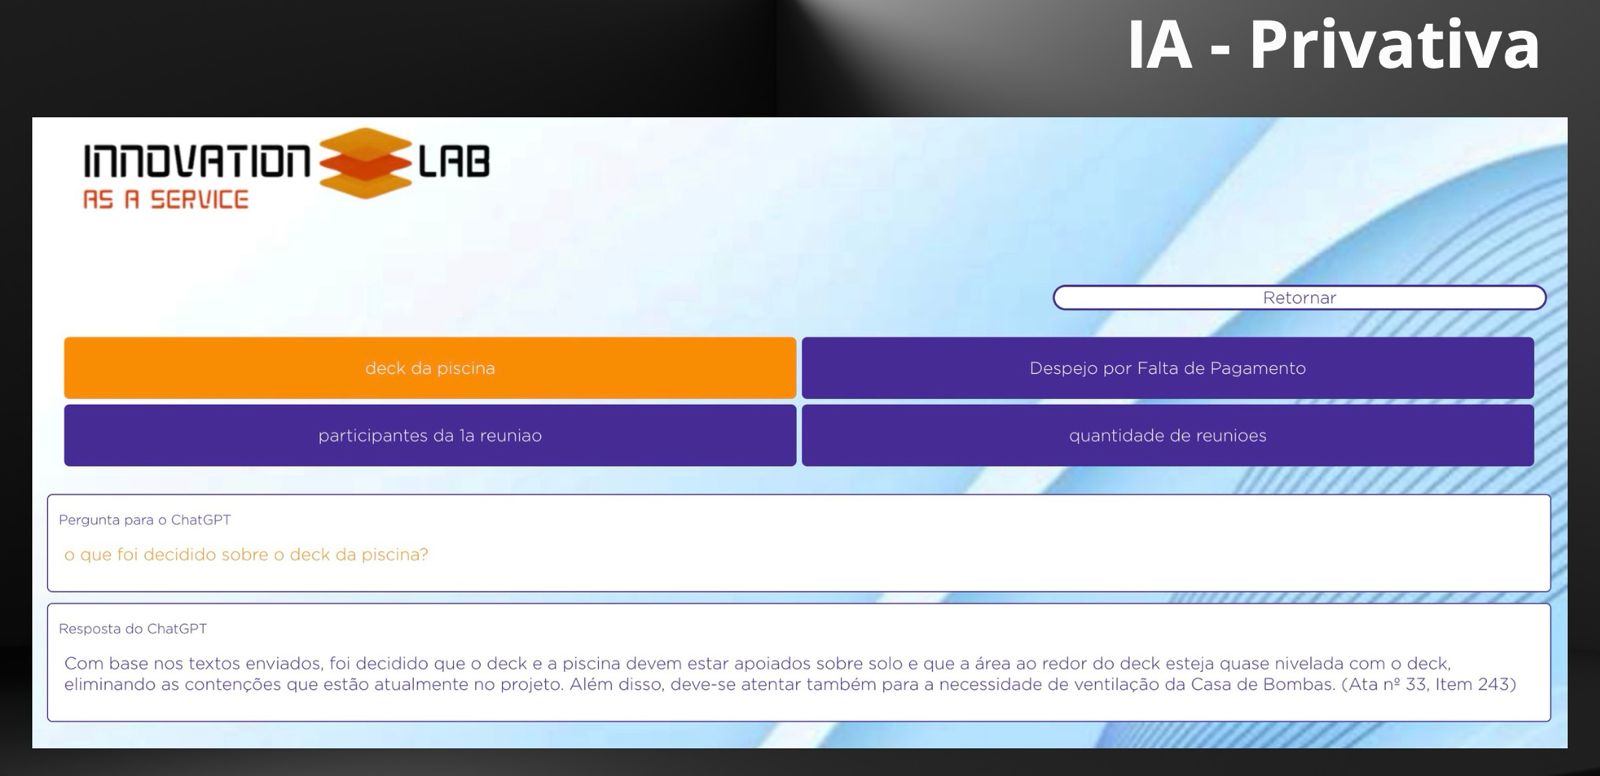 IA - Privativa
INNOVATION LAB
AS A SERVICE
Retornar
deck da piscina
Despejo por Falta de Pagamento
participantes da 1a reuniao
quantidade de reunioes
Pergunta para o ChatGPT
o que foi decidido sobre o deck da piscina?
Resposta do ChatGPT
Com base nos textos enviados, foi decidido que o deck e a piscina devem estar apoiados sobre solo e que a área ao redor do deck esteja quase nivelada com o deck,
eliminando as contenções que estão atualmente no projeto. Além disso, deve-se atentar também para a necessidade de ventilação da Casa de Bombas. (Ata nº 33, Item 243)